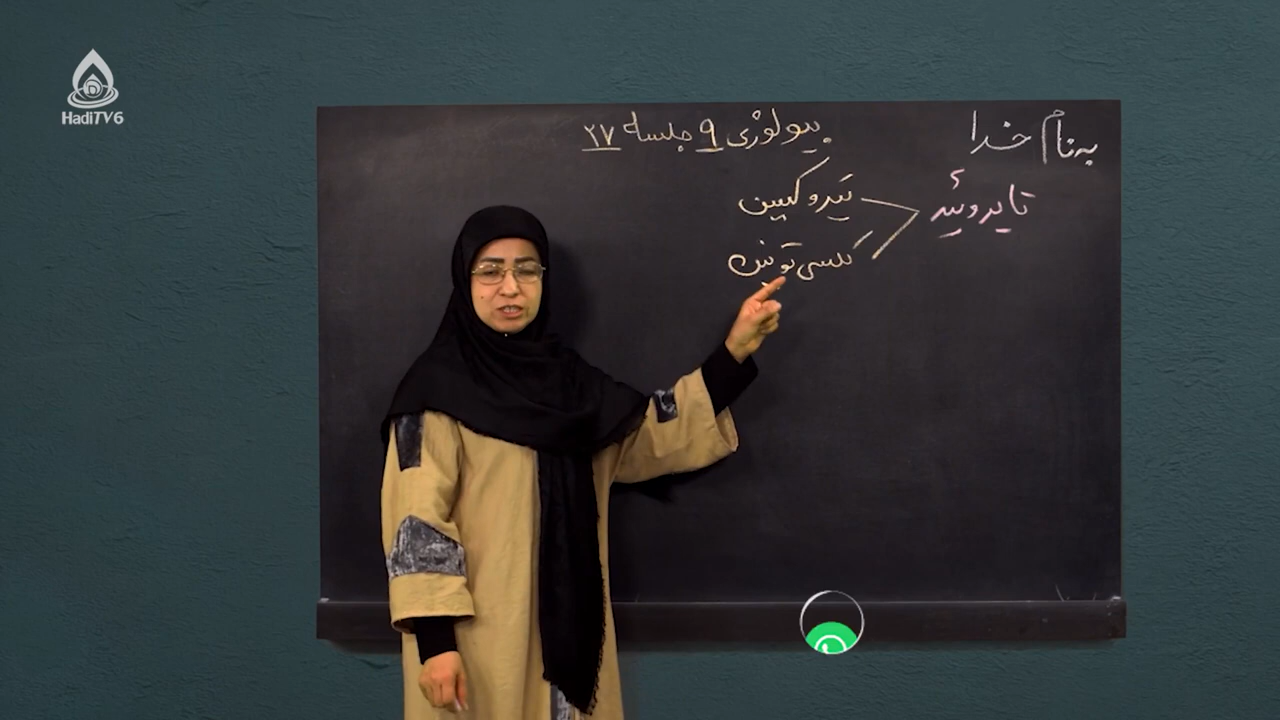 به نام خدا
بیولوژی ۹ جلسه ۲۷
تایروئید
تیروکسین
کلسی تونین
HadiTV6